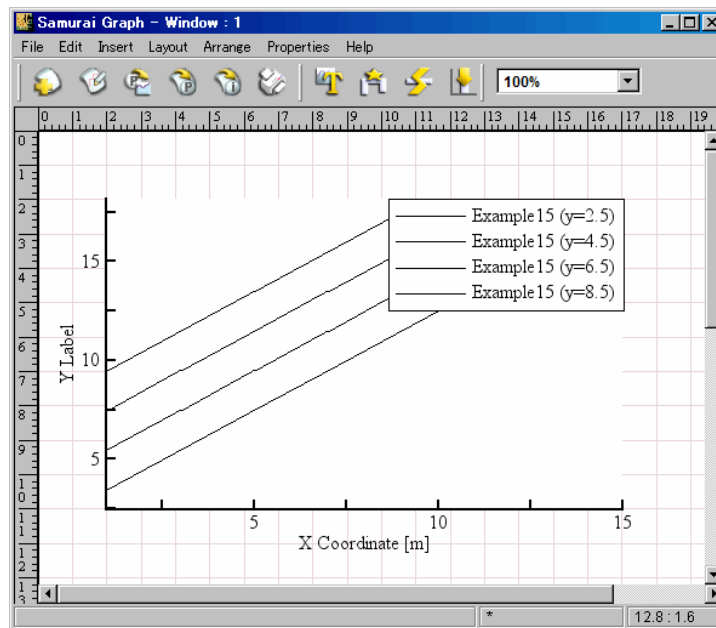 Samurai Graph - Window : 1
File Edit Insert Layout Arrange Properties Help
P P I T 100%
0 1 2 3 4 5 6 7 8 9 10 11 12 13 14 15 16 17 18 19
0
1
2
3
4
5
6
7
8
9
10
11
12
13
Example15 (y=2.5)
Example15 (y=4.5)
Example15 (y=6.5)
Example15 (y=8.5)
15
10
5
Y Label
5 10 15
X Coordinate [m]
* 12.8 : 1.6